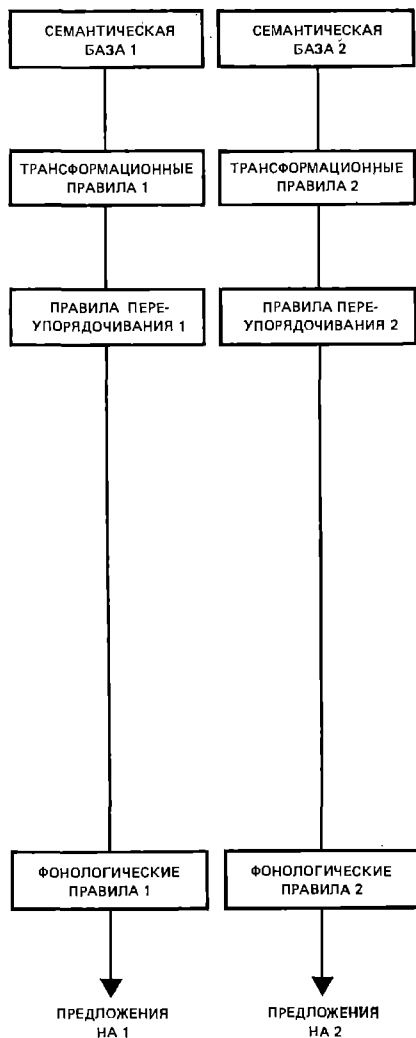 СЕМАНТИЧЕСКАЯ
БАЗА 1
СЕМАНТИЧЕСКАЯ
БАЗА 2
ТРАНСФОРМАЦИОННЫЕ
ПРАВИЛА 1
ТРАНСФОРМАЦИОННЫЕ
ПРАВИЛА 2
ПРАВИЛА ПЕРЕ-
УПОРЯДОЧИВАНИЯ 1
ПРАВИЛА ПЕРЕ-
УПОРЯДОЧИВАНИЯ 2
ФОНОЛОГИЧЕСКИЕ
ПРАВИЛА 1
ФОНОЛОГИЧЕСКИЕ
ПРАВИЛА 2
ПРЕДЛОЖЕНИЯ
НА 1
ПРЕДЛОЖЕНИЯ
НА 2